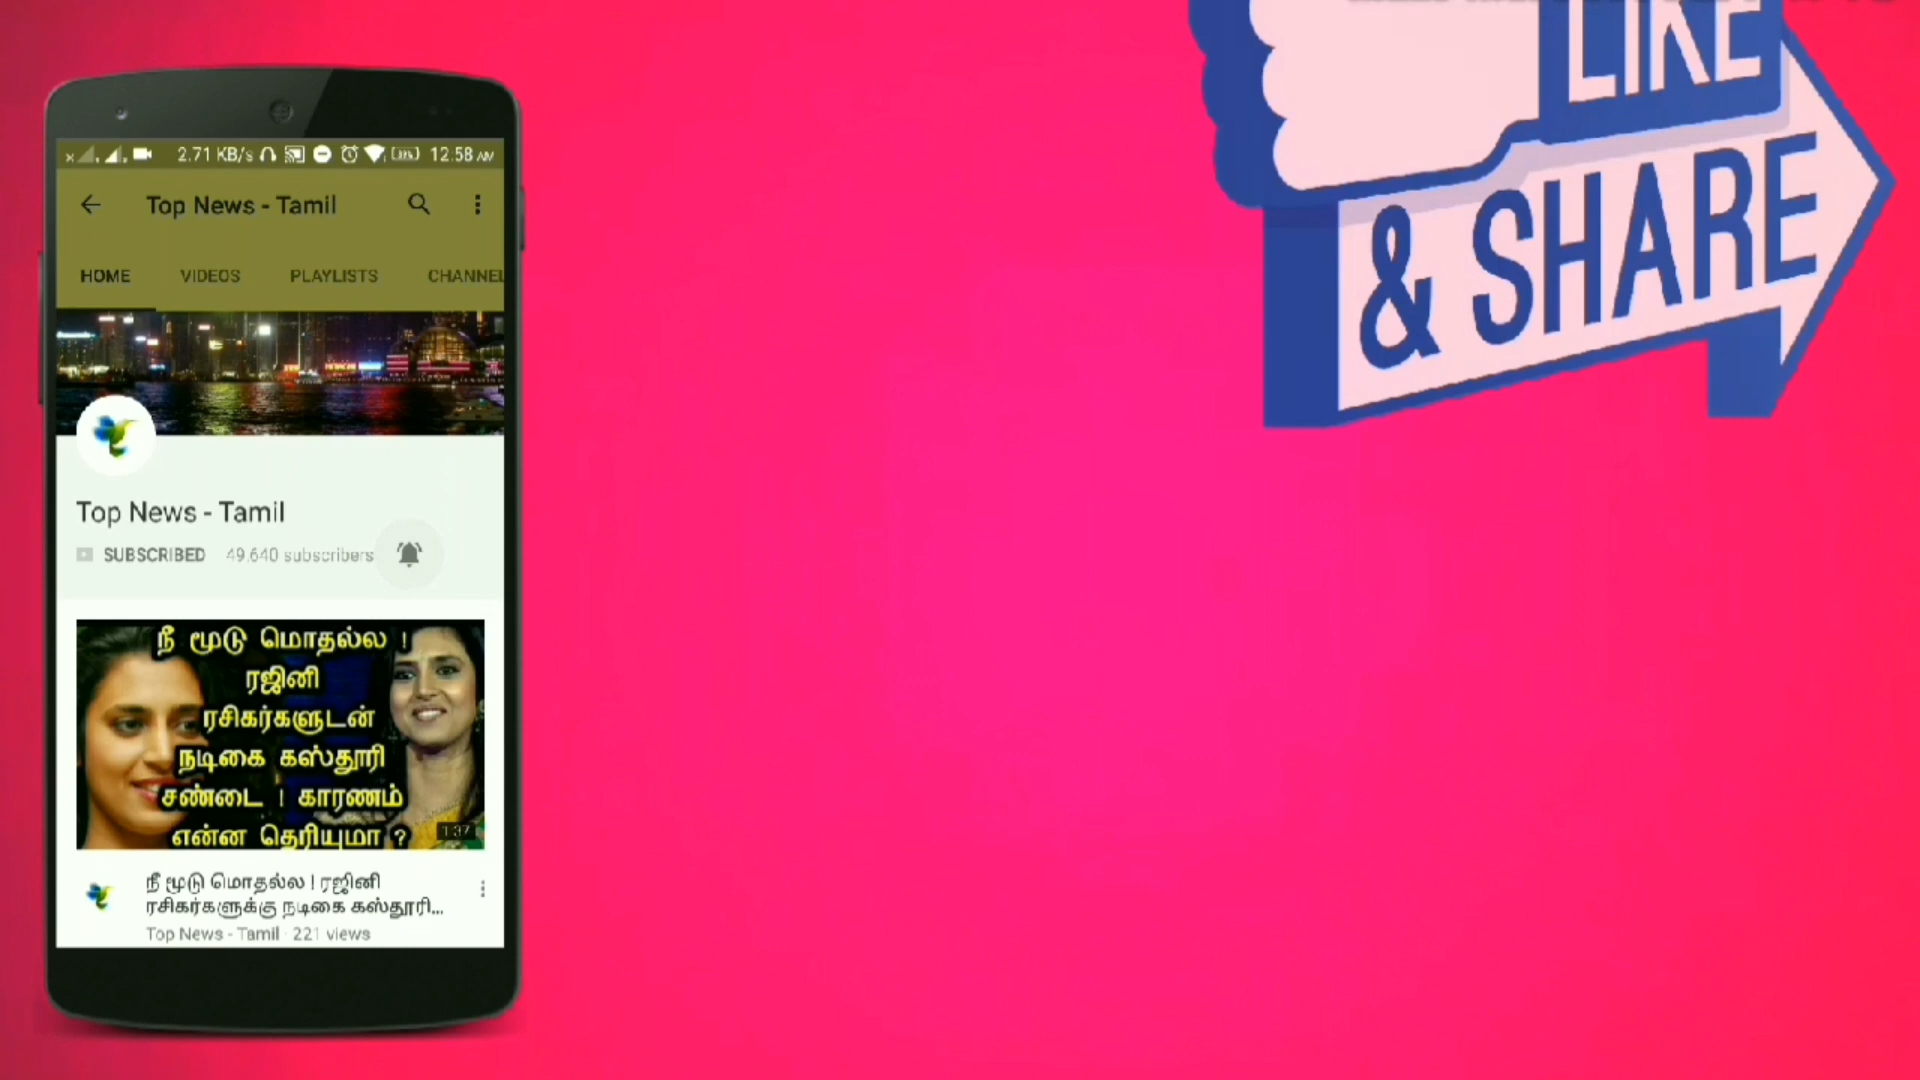 LIKE
& SHARE
2.71 KB/s
12.58 AM
Top News - Tamil
HOME VIDEOS PLAYLISTS CHANNEL
Top News - Tamil
SUBSCRIBED 49,640 subscribers
நீ மூடு மொதல்ல !
ரஜினி
ரசிகர்களுடன்
நடிகை கஸ்தூரி
சண்டை ! காரணம்
என்ன தெரியுமா ?
1:37
நீ மூடு மொதல்ல ! ரஜினி
ரசிகர்களுக்கு நடிகை கஸ்தூரி...
Top News - Tamil · 221 views